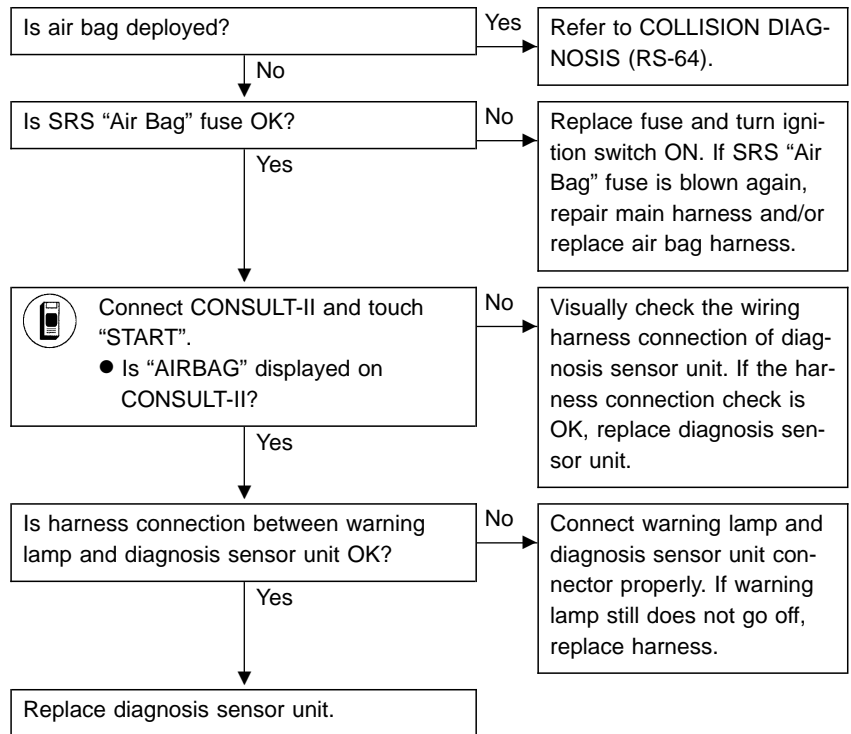 Is air bag deployed?
Yes
Refer to COLLISION DIAG-
NOSIS (RS-64).
No
Is SRS “Air Bag” fuse OK?
No
Replace fuse and turn igni-
tion switch ON. If SRS “Air
Bag” fuse is blown again,
repair main harness and/or
replace air bag harness.
Yes
Connect CONSULT-II and touch
“START”.
● Is “AIRBAG” displayed on
CONSULT-II?
No
Visually check the wiring
harness connection of diag-
nosis sensor unit. If the har-
ness connection check is
OK, replace diagnosis sen-
sor unit.
Yes
Is harness connection between warning
lamp and diagnosis sensor unit OK?
No
Connect warning lamp and
diagnosis sensor unit con-
nector properly. If warning
lamp still does not go off,
replace harness.
Yes
Replace diagnosis sensor unit.